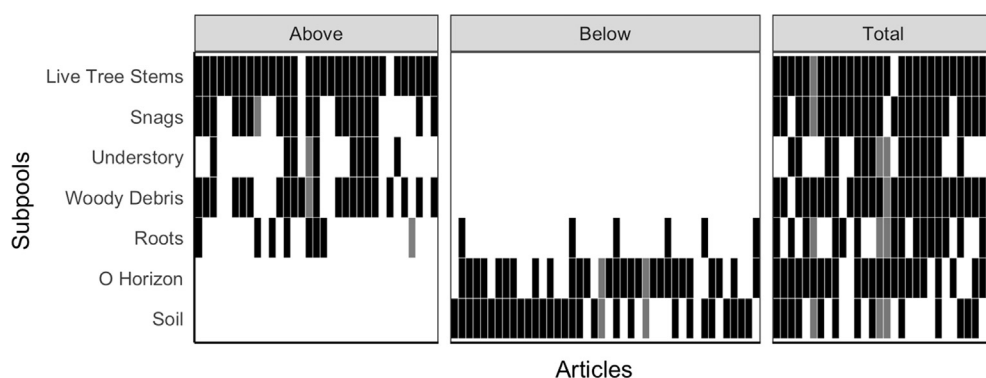 Above
Below
Total
Subpools
Live Tree Stems
Snags
Understory
Woody Debris
Roots
O Horizon
Soil
Articles